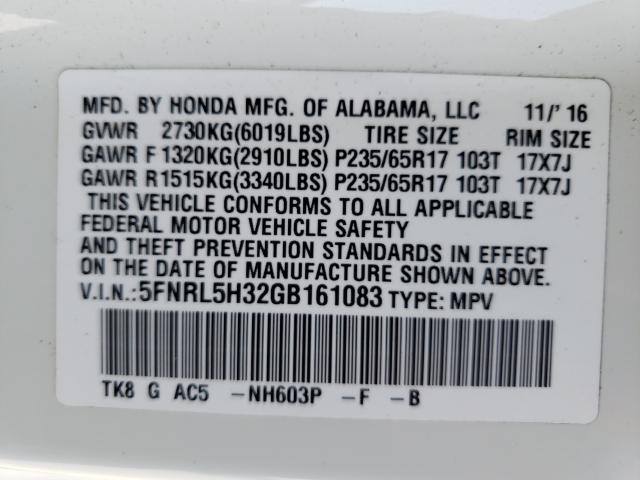 MFD. BY HONDA MFG. OF ALABAMA, LLC 11/'16
GVWR 2730KG(6019LBS) TIRE SIZE RIM SIZE
GAWR F 1320KG(2910LBS) P235/65R17 103T 17X7J
GAWR R1515KG(3340LBS) P235/65R17 103T 17X7J
THIS VEHICLE CONFORMS TO ALL APPLICABLE
FEDERAL MOTOR VEHICLE SAFETY
AND THEFT PREVENTION STANDARDS IN EFFECT
ON THE DATE OF MANUFACTURE SHOWN ABOVE.
V.I.N.:5FNRL5H32GB161083 TYPE: MPV
TK8 G AC5 -NH603P -F -B